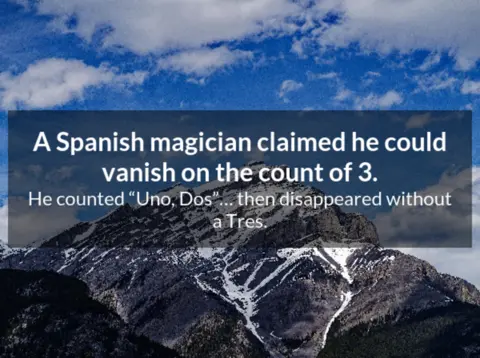 A Spanish magician claimed he could
vanish on the count of 3.
He counted “Uno, Dos”... then disappeared without
a Tres.